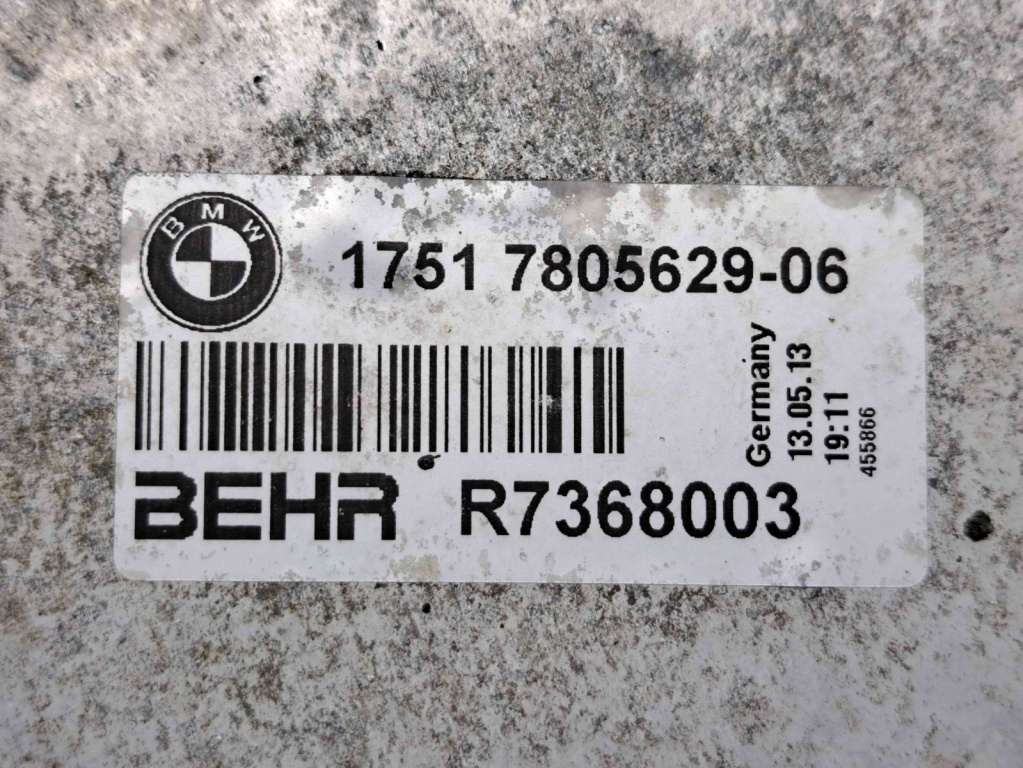 BMW
1751 7805629-06
Germany
13.05.13
19:11
455866
BEHR R7368003